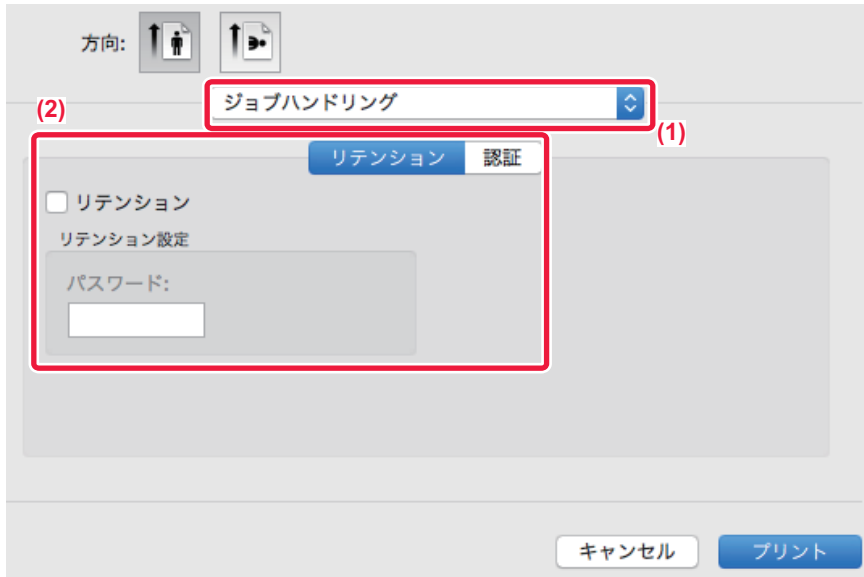 方向:
ジョブハンドリング
(2)
(1)
リテンション 認証
リテンション
リテンション設定
パスワード:
キャンセル プリント